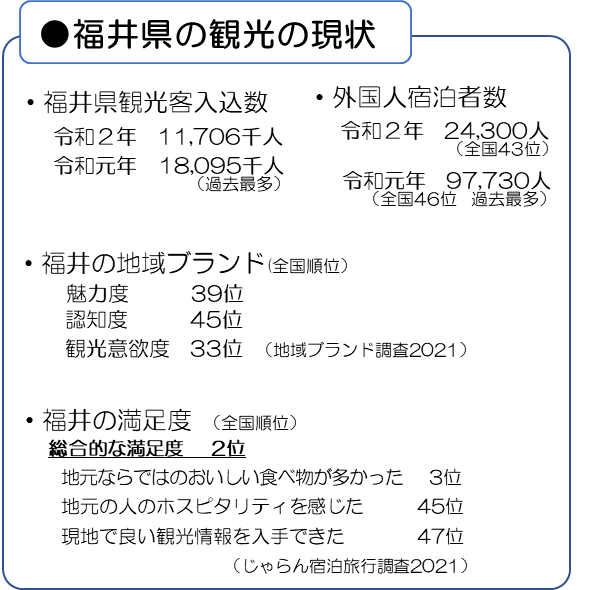 ●福井県の観光の現状
・福井県観光客入込数
令和２年　11,706千人
令和元年　18,095千人
（過去最多）
・外国人宿泊者数
令和２年　24,300人
（全国43位）
令和元年　97,730人
（全国46位　過去最多）
・福井の地域ブランド（全国順位）
魅力度　39位
認知度　45位
観光意欲度　33位　（地域ブランド調査2021）
・福井の満足度　（全国順位）
総合的な満足度　2位
地元ならではのおいしい食べ物が多かった　3位
地元の人のホスピタリティを感じた　45位
現地で良い観光情報を入手できた　47位
（じゃらん宿泊旅行調査2021）